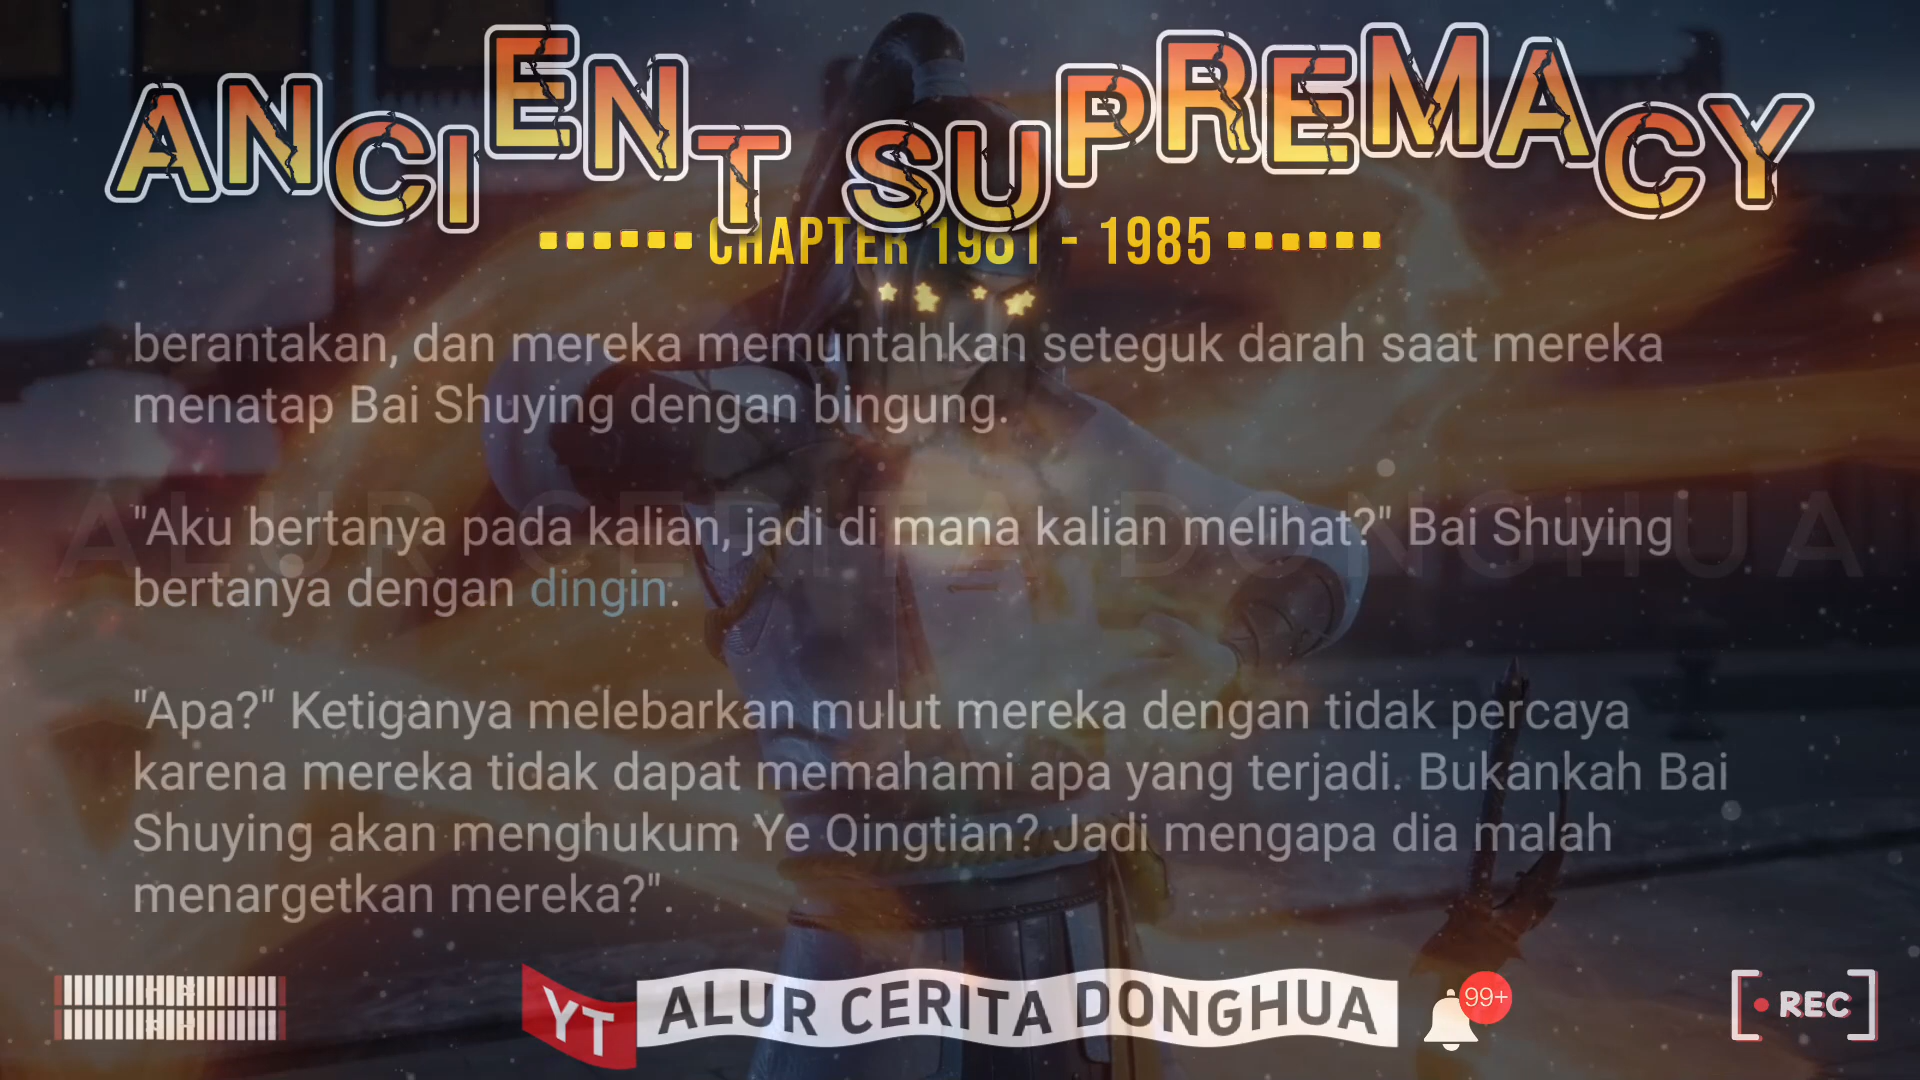 ANCIENT SUPREMACY
CHAPTER 1981 - 1985
berantakan, dan mereka memuntahkan seteguk darah saat mereka
menatap Bai Shuying dengan bingung.
ALUR CERITA DONGHUA
"Aku bertanya pada kalian, jadi di mana kalian melihat?" Bai Shuying
bertanya dengan dingin.
"Apa?" Ketiganya melebarkan mulut mereka dengan tidak percaya
karena mereka tidak dapat memahami apa yang terjadi. Bukankah Bai
Shuying akan menghukum Ye Qingtian? Jadi mengapa dia malah
menargetkan mereka?".
YT ALUR CERITA DONGHUA
99+
REC